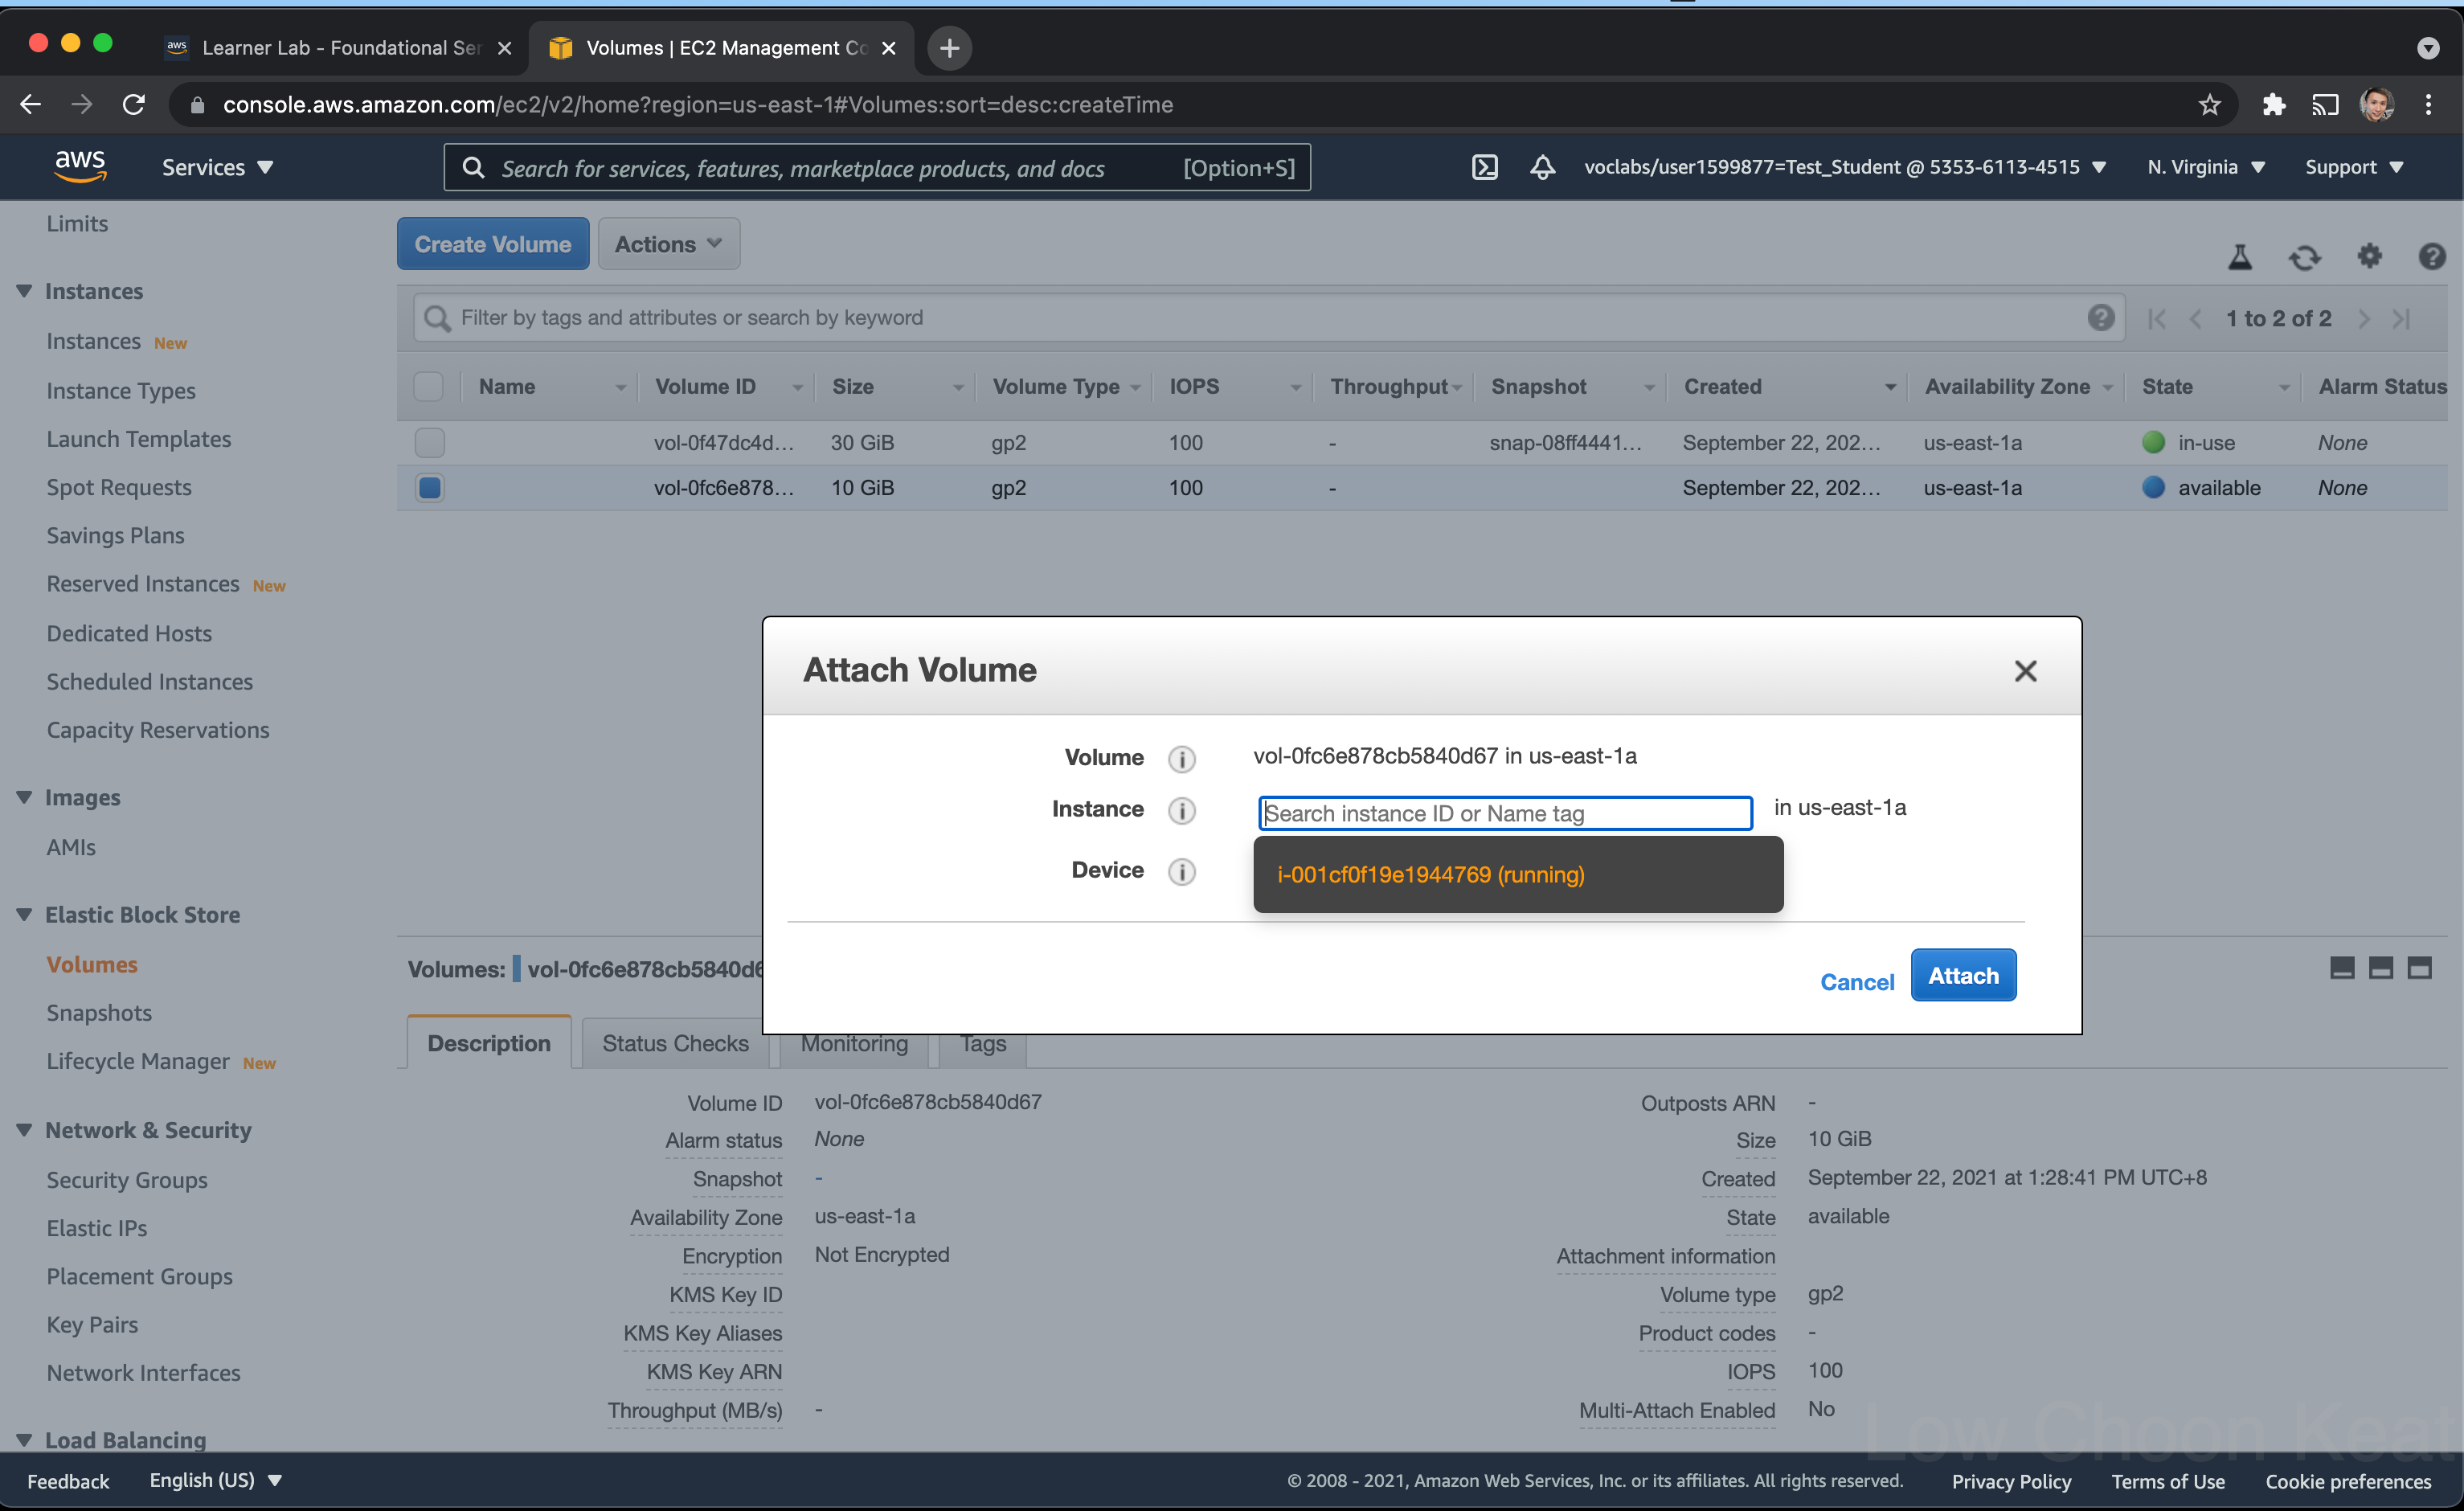 aws Learner Lab - Foundational Ser
Volumes | EC2 Management Co
console.aws.amazon.com/ec2/v2/home?region=us-east-1#Volumes:sort=desc:createTime
aws Services Search for services, features, marketplace products, and docs [Option+S] voclabs/user1599877=Test_Student @ 5353-6113-4515 N. Virginia Support
Limits
Instances
Instances New
Instance Types
Launch Templates
Spot Requests
Savings Plans
Reserved Instances New
Dedicated Hosts
Scheduled Instances
Capacity Reservations
Images
AMIs
Elastic Block Store
Volumes
Snapshots
Lifecycle Manager New
Network & Security
Security Groups
Elastic IPs
Placement Groups
Key Pairs
Network Interfaces
Load Balancing
Create Volume Actions
Filter by tags and attributes or search by keyword 1 to 2 of 2
Name Volume ID Size Volume Type IOPS Throughput Snapshot Created Availability Zone State Alarm Status
vol-0f47dc4d... 30 GiB gp2 100 - snap-08ff4441... September 22, 202... us-east-1a in-use None
vol-0fc6e878... 10 GiB gp2 100 - September 22, 202... us-east-1a available None
Attach Volume
Volume vol-0fc6e878cb5840d67 in us-east-1a
Instance Search instance ID or Name tag in us-east-1a
Device i-001cf0f19e1944769 (running)
Cancel Attach
Volumes: vol-0fc6e878cb5840d6
Description Status Checks Monitoring Tags
Volume ID vol-0fc6e878cb5840d67 Outposts ARN -
Alarm status None Size 10 GiB
Snapshot - Created September 22, 2021 at 1:28:41 PM UTC+8
Availability Zone us-east-1a State available
Encryption Not Encrypted Attachment information
KMS Key ID Volume type gp2
KMS Key Aliases Product codes -
KMS Key ARN IOPS 100
Throughput (MB/s) - Multi-Attach Enabled No
Low Choon Keat
Feedback English (US) © 2008 - 2021, Amazon Web Services, Inc. or its affiliates. All rights reserved. Privacy Policy Terms of Use Cookie preferences